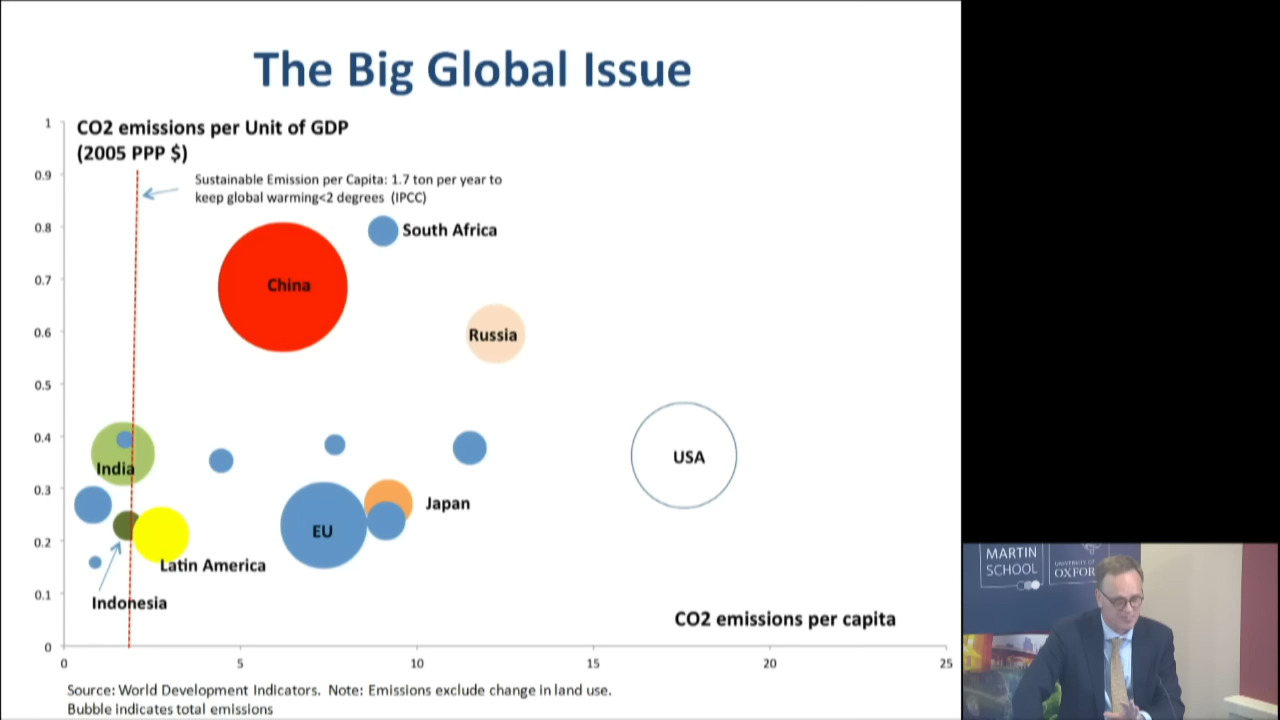 The Big Global Issue
CO2 emissions per Unit of GDP
(2005 PPP $)
Sustainable Emission per Capita: 1.7 ton per year to
keep global warming<2 degrees (IPCC)
1
0.9
0.8
0.7
0.6
0.5
0.4
0.3
0.2
0.1
0
South Africa
China
Russia
India
USA
Japan
EU
Latin America
Indonesia
CO2 emissions per capita
0
5
10
15
20
25
Source: World Development Indicators. Note: Emissions exclude change in land use.
Bubble indicates total emissions
MARTIN
SCHOOL
UNIVERSITY OF
OXFOR